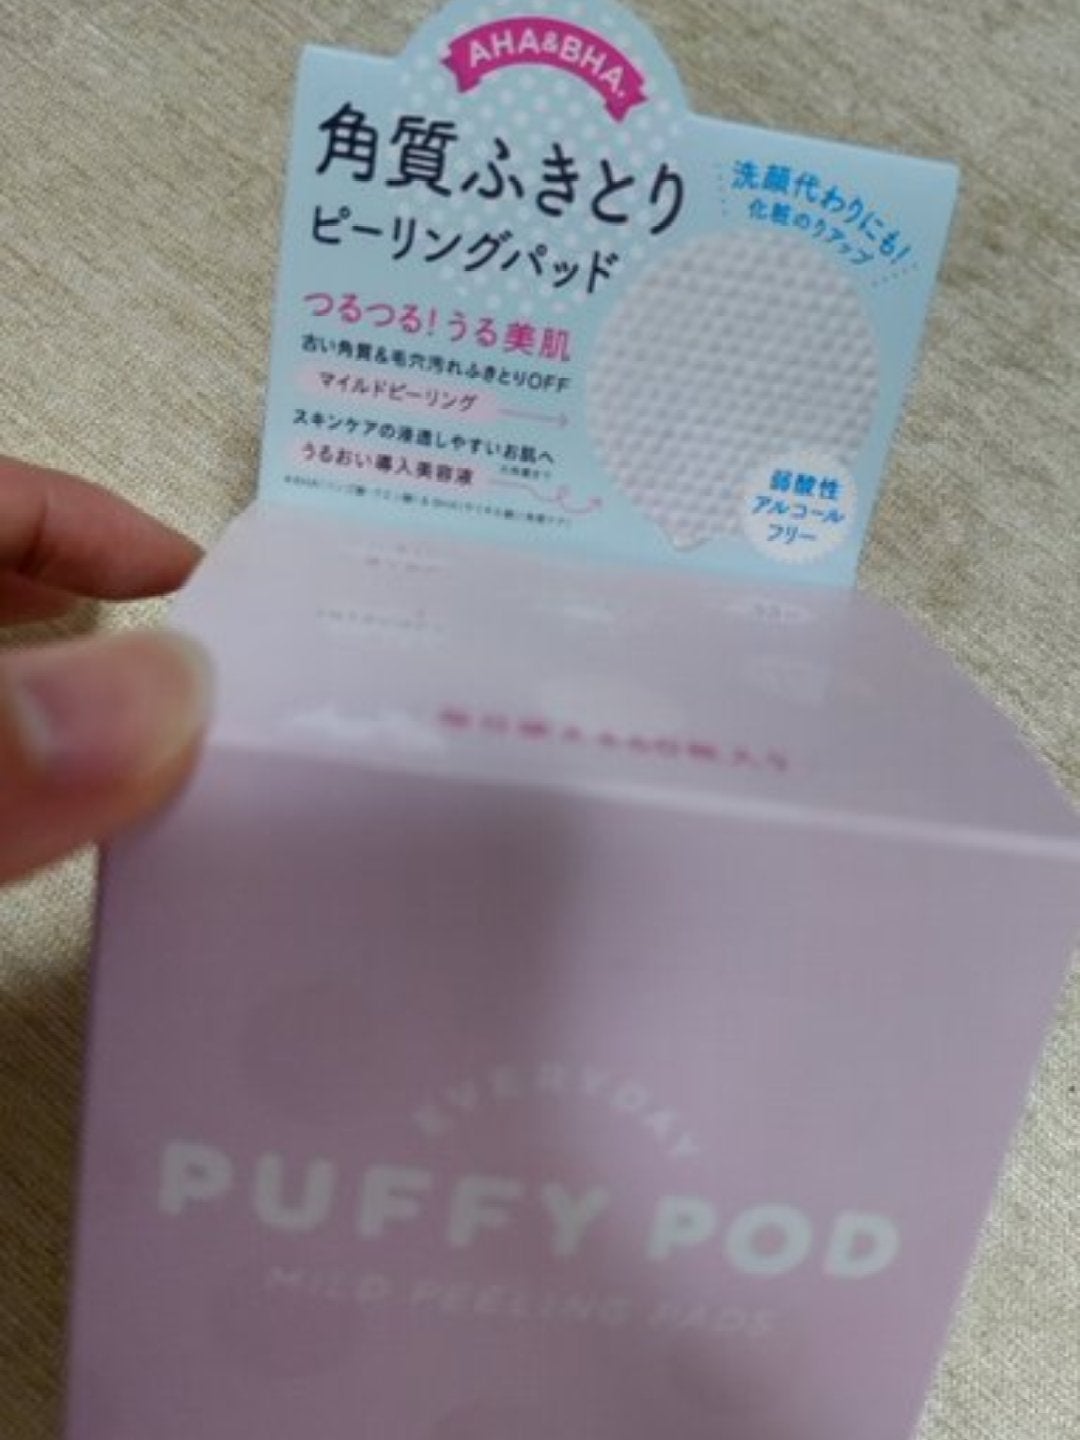 AHA&BHA.
角質ふきとり
ピーリングパッド
洗顔代わりにも!
化粧のりアップ
つるつる!うる美肌
古い角質&毛穴汚れふきとりOFF
マイルドピーリング
スキンケアの浸透しやすいお肌へ
うるおい導入美容液
弱酸性
アルコール
フリー
EVERYDAY
PUFFY POD
MILD PEELING PADS